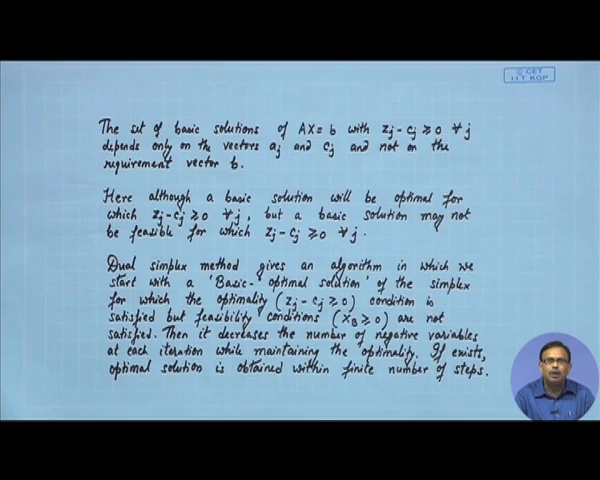 © CET
I.I.T. KGP
The set of basic solutions of AX = b with zj - cj ⩾ 0 ∀ j
depends only on the vectors aj and cj and not on the
requirement vector b.
Here although a basic solution will be optimal for
which zj - cj ⩾ 0 ∀ j, but a basic solution may not
be feasible for which zj - cj ⩾ 0 ∀ j.
Dual simplex method gives an algorithm in which we
start with a 'Basic-optimal solution' of the simplex
for which the optimality (zj - cj ⩾ 0) condition is
satisfied but feasibility conditions (XB ⩾ 0) are not
satisfied. Then it decreases the number of negative variables
at each iteration while maintaining the optimality. If exists,
optimal solution is obtained within finite number of steps.